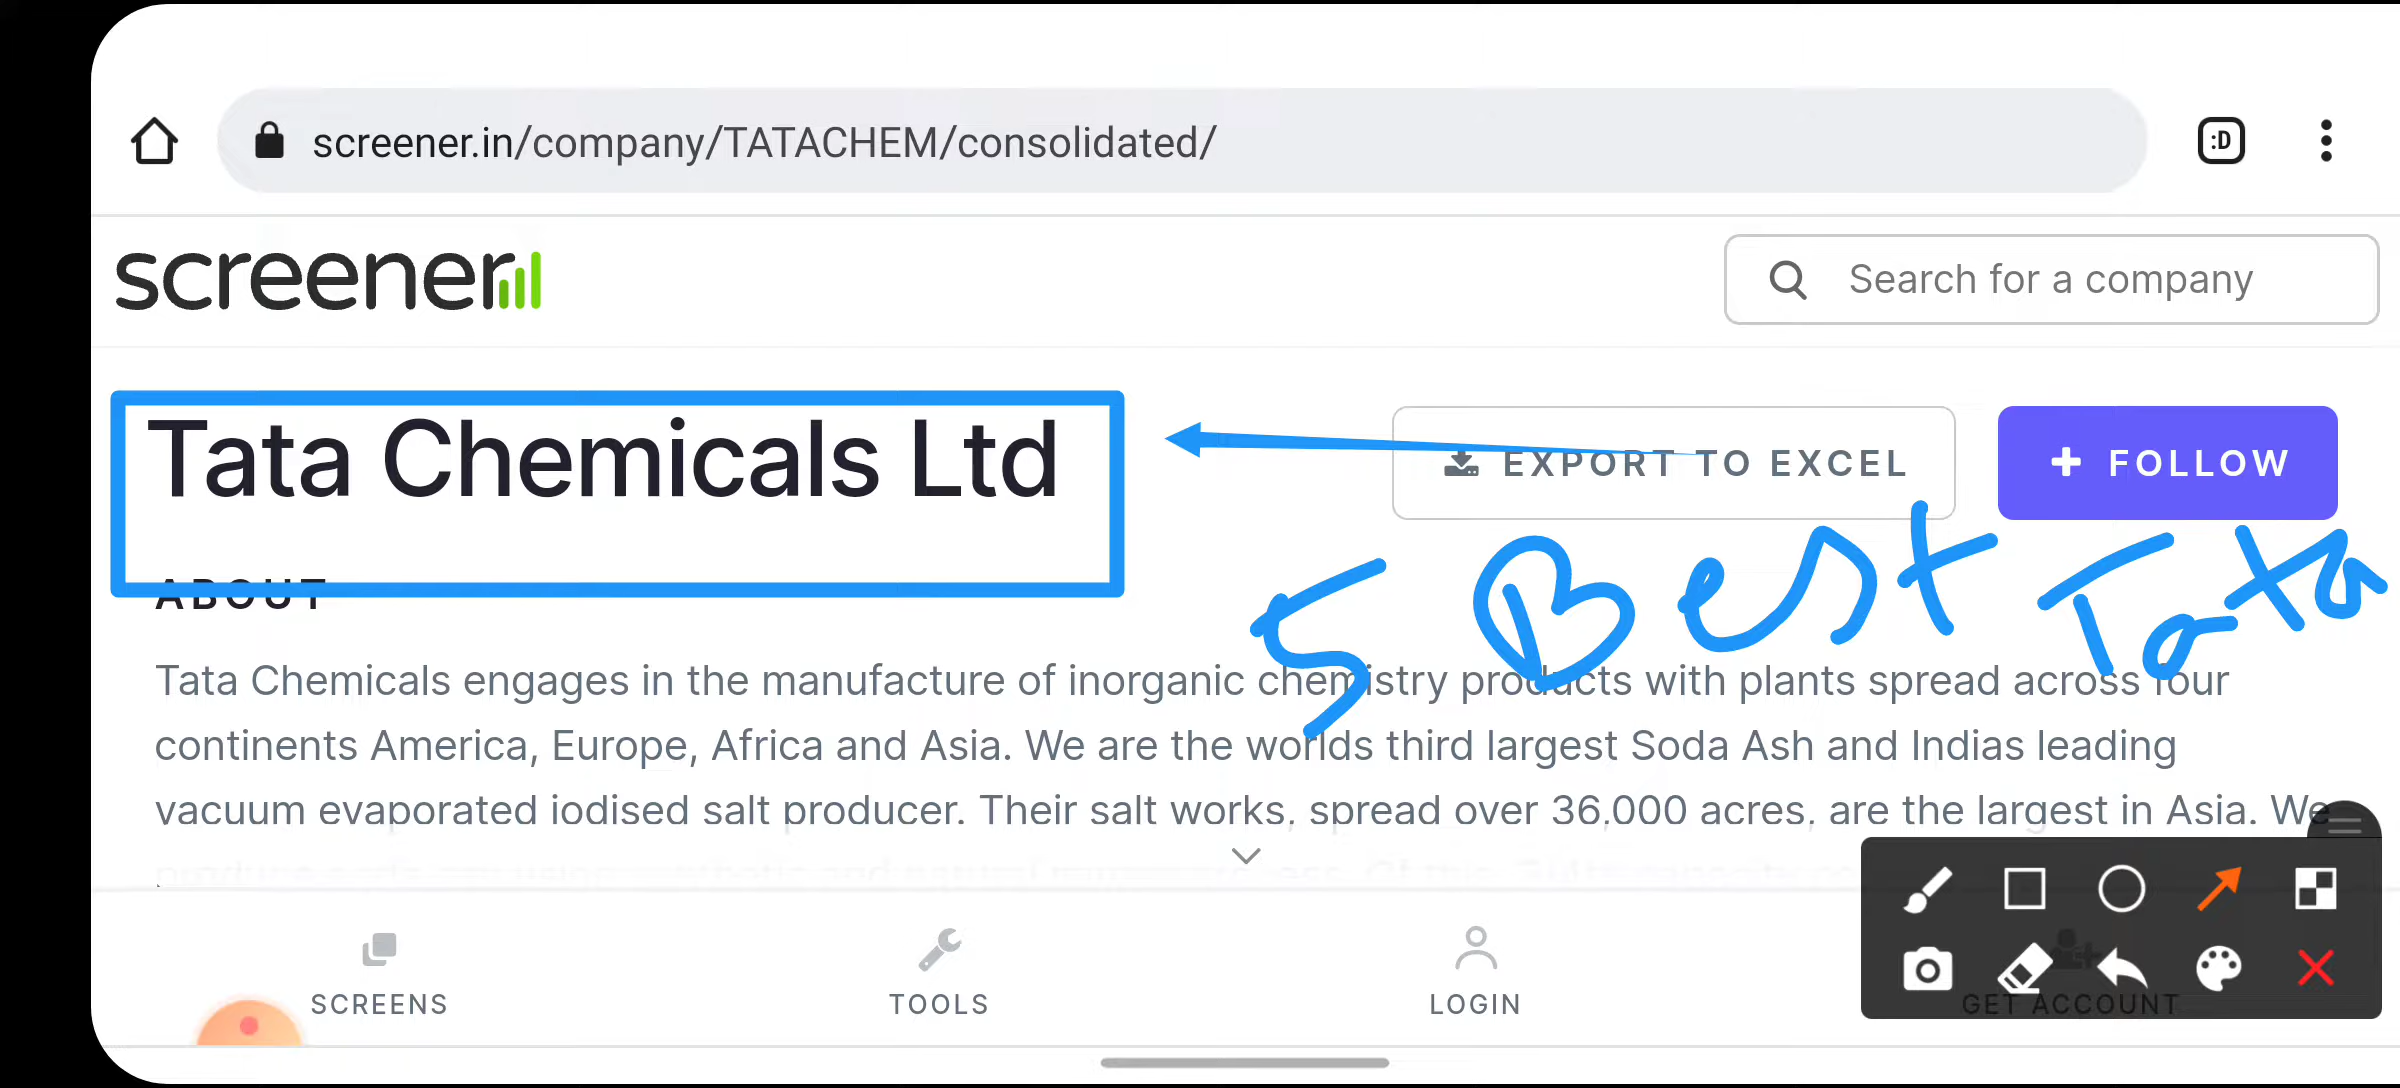 :D
screener.in/company/TATACHEM/consolidated/
screener
Search for a company
Tata Chemicals Ltd
EXPORT TO EXCEL
+ FOLLOW
5 Best Tata
ABOUT
Tata Chemicals engages in the manufacture of inorganic chemistry products with plants spread across four
continents America, Europe, Africa and Asia. We are the worlds third largest Soda Ash and Indias leading
vacuum evaporated iodised salt producer. Their salt works, spread over 36,000 acres, are the largest in Asia. We
SCREENS
TOOLS
LOGIN
GET ACCOUNT